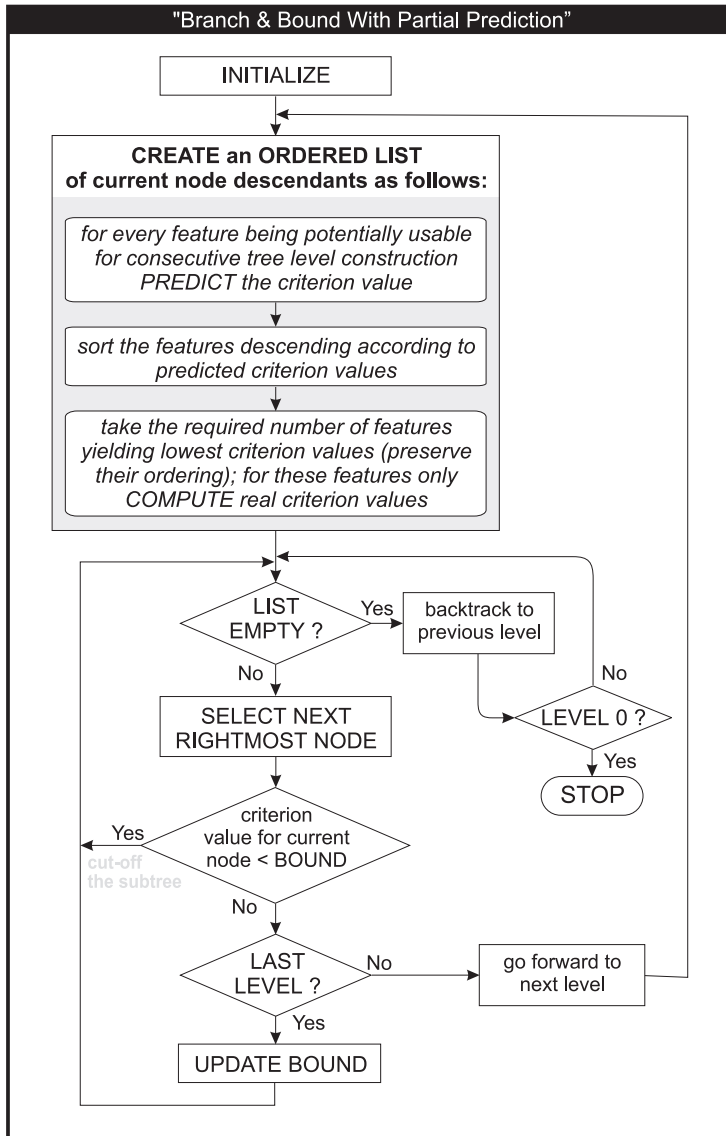 "Branch & Bound With Partial Prediction"
INITIALIZE
CREATE an ORDERED LIST
of current node descendants as follows:
for every feature being potentially usable
for consecutive tree level construction
PREDICT the criterion value
sort the features descending according to
predicted criterion values
take the required number of features
yielding lowest criterion values (preserve
their ordering); for these features only
COMPUTE real criterion values
LIST
EMPTY ?
Yes
backtrack to
previous level
No
No
SELECT NEXT
RIGHTMOST NODE
LEVEL 0 ?
Yes
STOP
criterion
value for current
node < BOUND
Yes
cut-off
the subtree
No
LAST
LEVEL ?
No
go forward to
next level
Yes
UPDATE BOUND